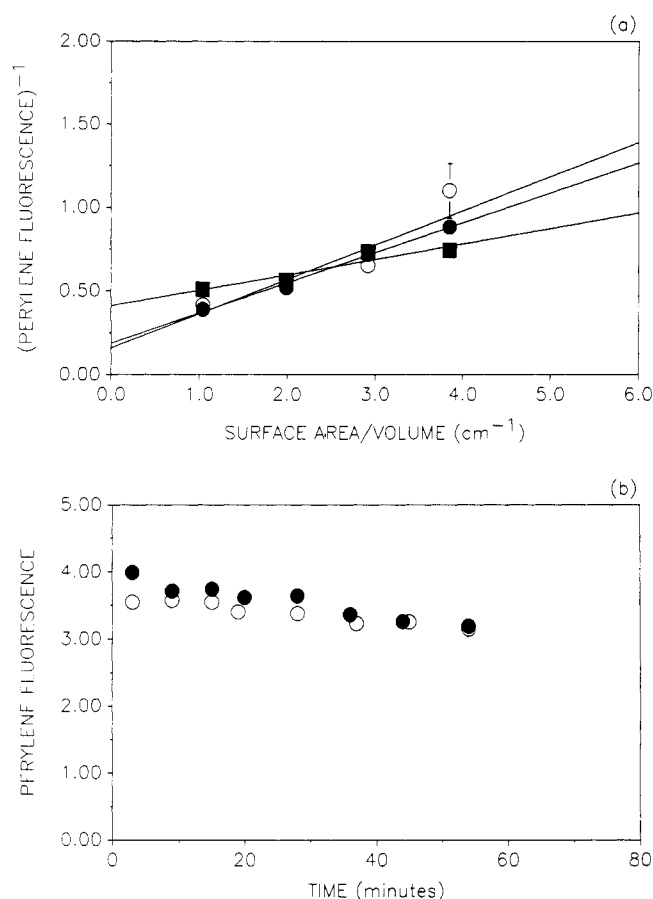 (a)
2.00
1.50
1.00
0.50
0.00
(PERYLENE FLUORESCENCE)⁻¹
0.0 1.0 2.0 3.0 4.0 5.0 6.0
SURFACE AREA/VOLUME (cm⁻¹)
(b)
5.00
4.00
3.00
2.00
1.00
0.00
PERYLENE FLUORESCENCE
0 20 40 60 80
TIME (minutes)